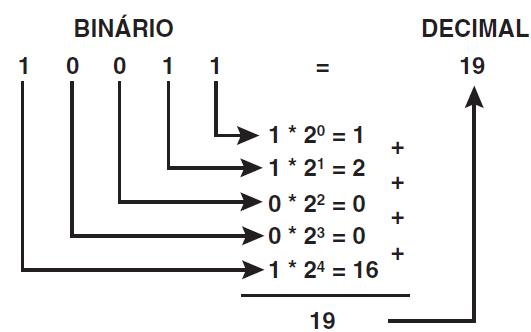 BINÁRIO DECIMAL
1 0 0 1 1 = 19
1 * 2⁰ = 1
+
1 * 2¹ = 2
+
0 * 2² = 0
+
0 * 2³ = 0
+
1 * 2⁴ = 16
19